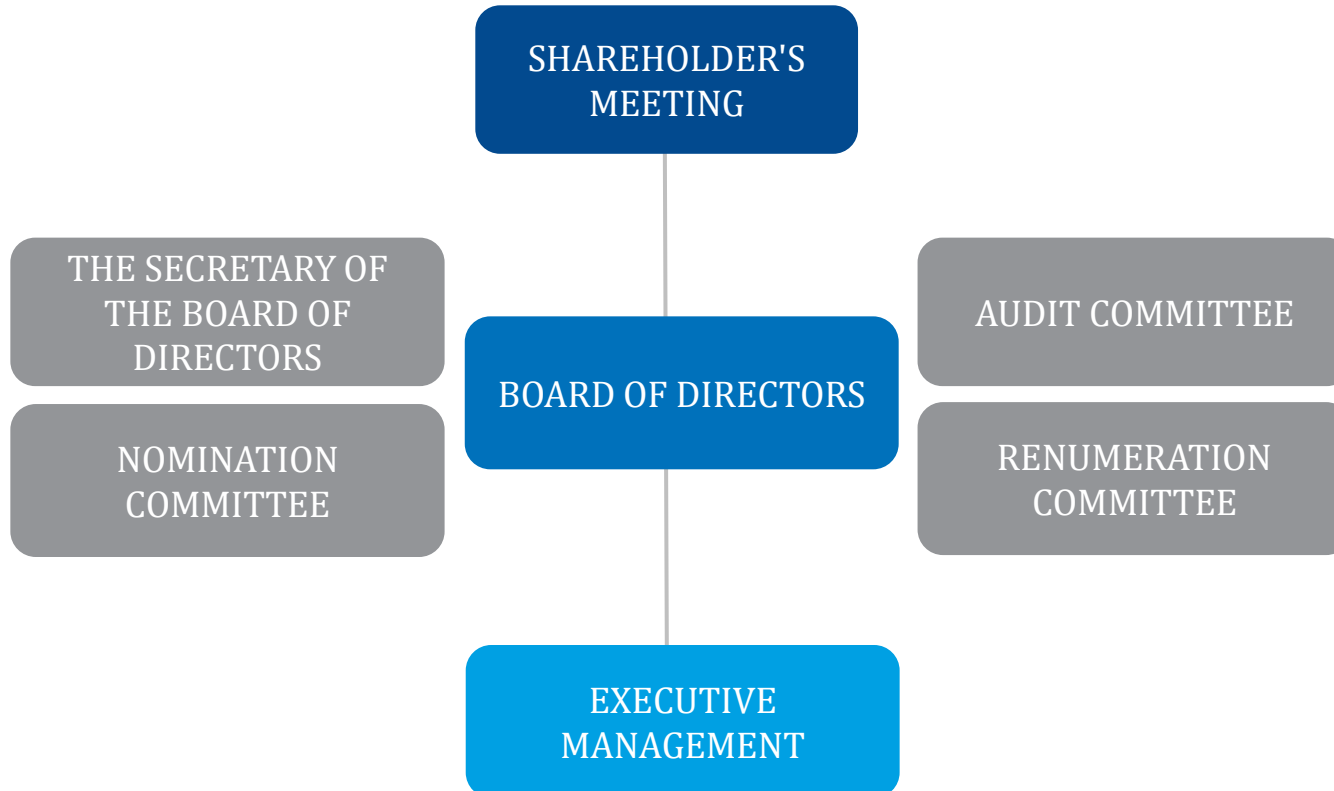 SHAREHOLDER'S
MEETING
THE SECRETARY OF
THE BOARD OF
DIRECTORS
AUDIT COMMITTEE
BOARD OF DIRECTORS
NOMINATION
COMMITTEE
RENUMERATION
COMMITTEE
EXECUTIVE
MANAGEMENT